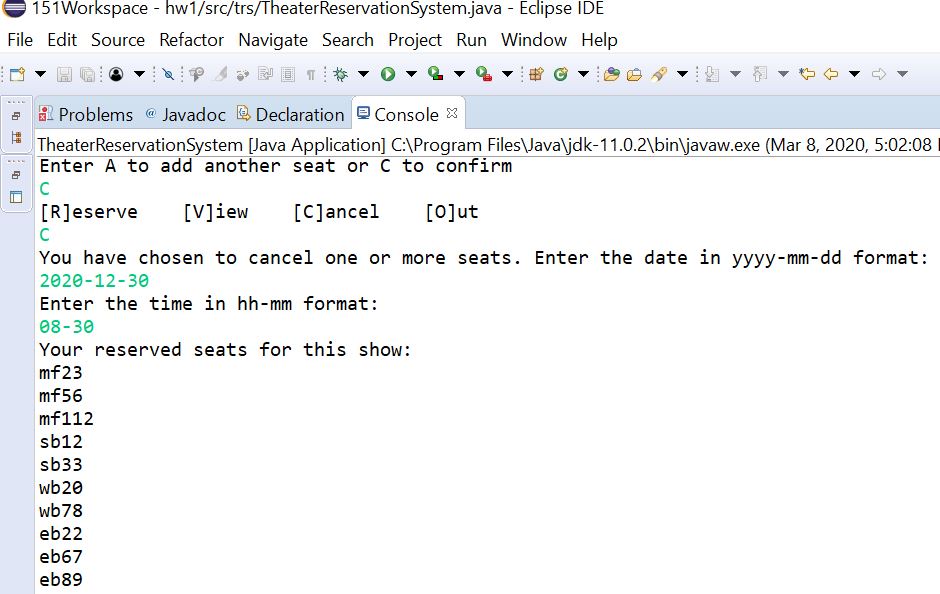 151Workspace - hw1/src/trs/TheaterReservationSystem.java - Eclipse IDE
File Edit Source Refactor Navigate Search Project Run Window Help
Problems @ Javadoc Declaration Console
TheaterReservationSystem [Java Application] C:\Program Files\Java\jdk-11.0.2\bin\javaw.exe (Mar 8, 2020, 5:02:08
Enter A to add another seat or C to confirm
C
[R]eserve [V]iew [C]ancel [O]ut
C
You have chosen to cancel one or more seats. Enter the date in yyyy-mm-dd format:
2020-12-30
Enter the time in hh-mm format:
08-30
Your reserved seats for this show:
mf23
mf56
mf112
sb12
sb33
wb20
wb78
eb22
eb67
eb89